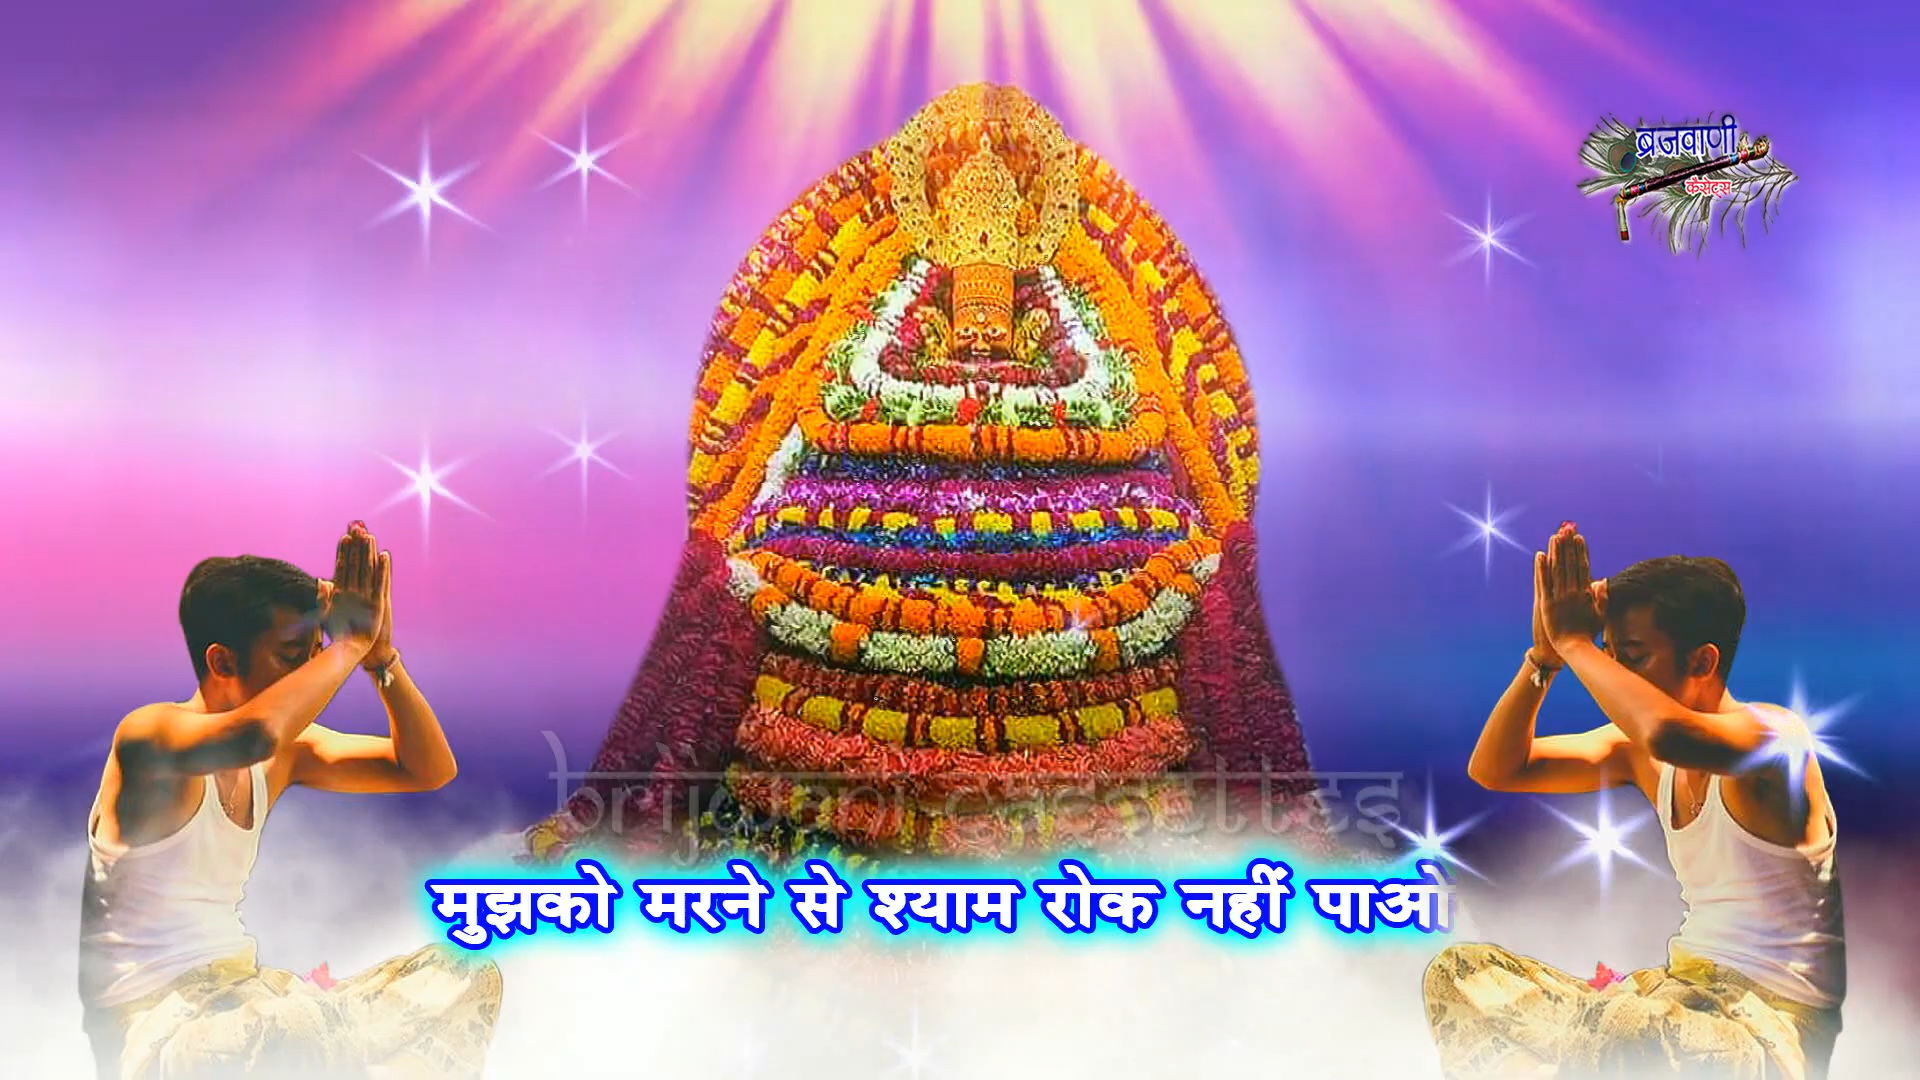 ब्रजवाणी
कैसेट्स
brijwani cassettes
मुझको मरने से श्याम रोक नहीं पाओ